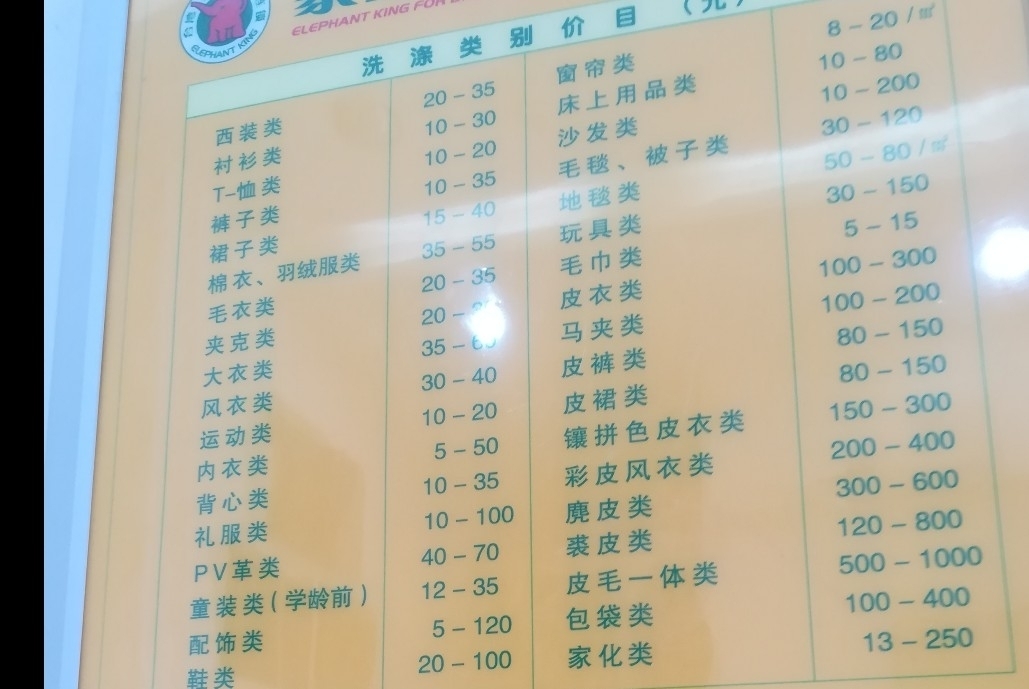 ELEPHANT KING
ELEPHANT KING FOR
洗涤类别价目（元）
西装类 20－35 窗帘类 8－20/㎡
衬衫类 10－30 床上用品类 10－80
T-恤类 10－20 沙发类 10－200
裤子类 10－35 毛毯、被子类 30－120
裙子类 15－40 地毯类 50－80/㎡
棉衣、羽绒服类 35－55 玩具类 30－150
毛衣类 20－35 毛巾类 5－15
夹克类 皮衣类 100－300
大衣类 马夹类 100－200
风衣类 30－40 皮裤类 80－150
运动类 10－20 皮裙类 80－150
内衣类 5－50 镶拼色皮衣类 150－300
背心类 10－35 彩皮风衣类 200－400
礼服类 10－100 麂皮类 300－600
PV革类 40－70 裘皮类 120－800
童装类(学龄前) 12－35 皮毛一体类 500－1000
配饰类 5－120 包袋类 100－400
鞋类 20－100 家化类 13－250